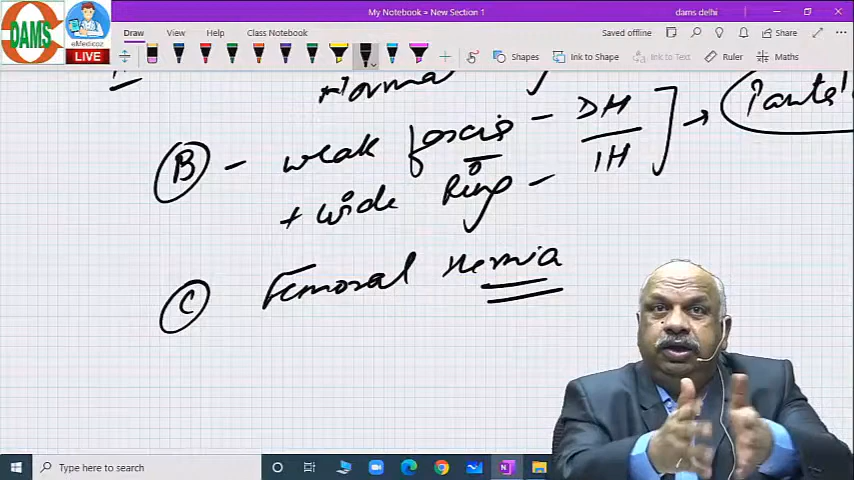 My Notebook > New Section 1
dams delhi
DAMS
eMedicoz
LIVE
Draw
View
Help
Class Notebook
Saved offline
Share
Shapes
Ink to Shape
Ink to Text
Ruler
Maths
Normal
B - weak fascia - DH
IH
+ wide Ring -
C Femoral Hernia
Type here to search